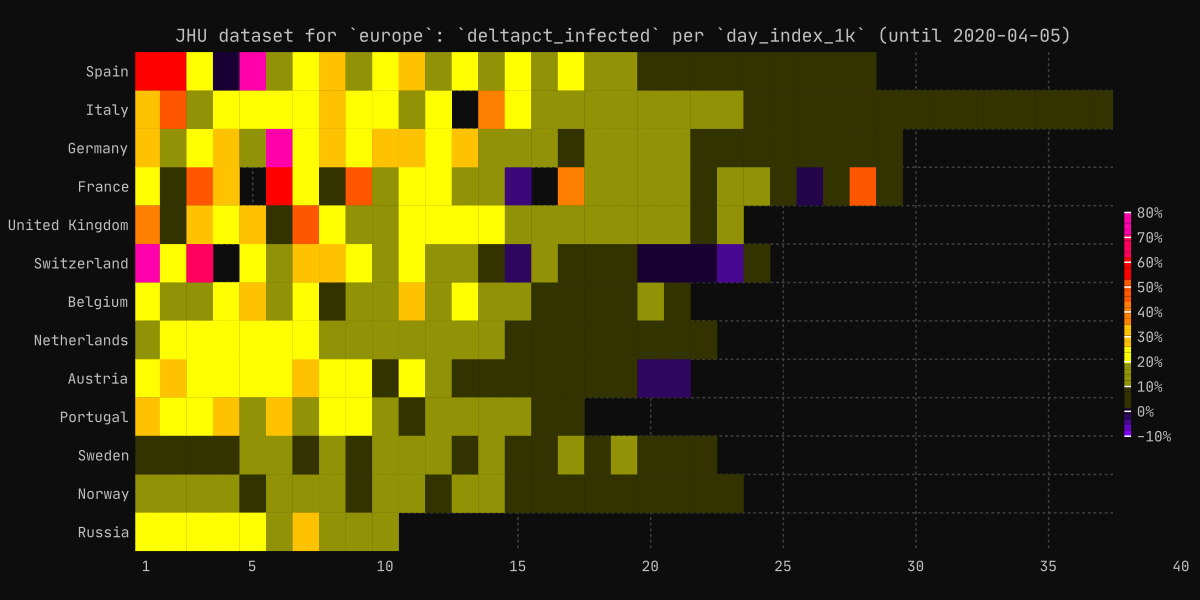 JHU dataset for `europe`: `deltapct_infected` per `day_index_1k` (until 2020-04-05)
Spain
Italy
Germany
France
United Kingdom
Switzerland
Belgium
Netherlands
Austria
Portugal
Sweden
Norway
Russia
80%
70%
60%
50%
40%
30%
20%
10%
0%
-10%
1 5 10 15 20 25 30 35 40